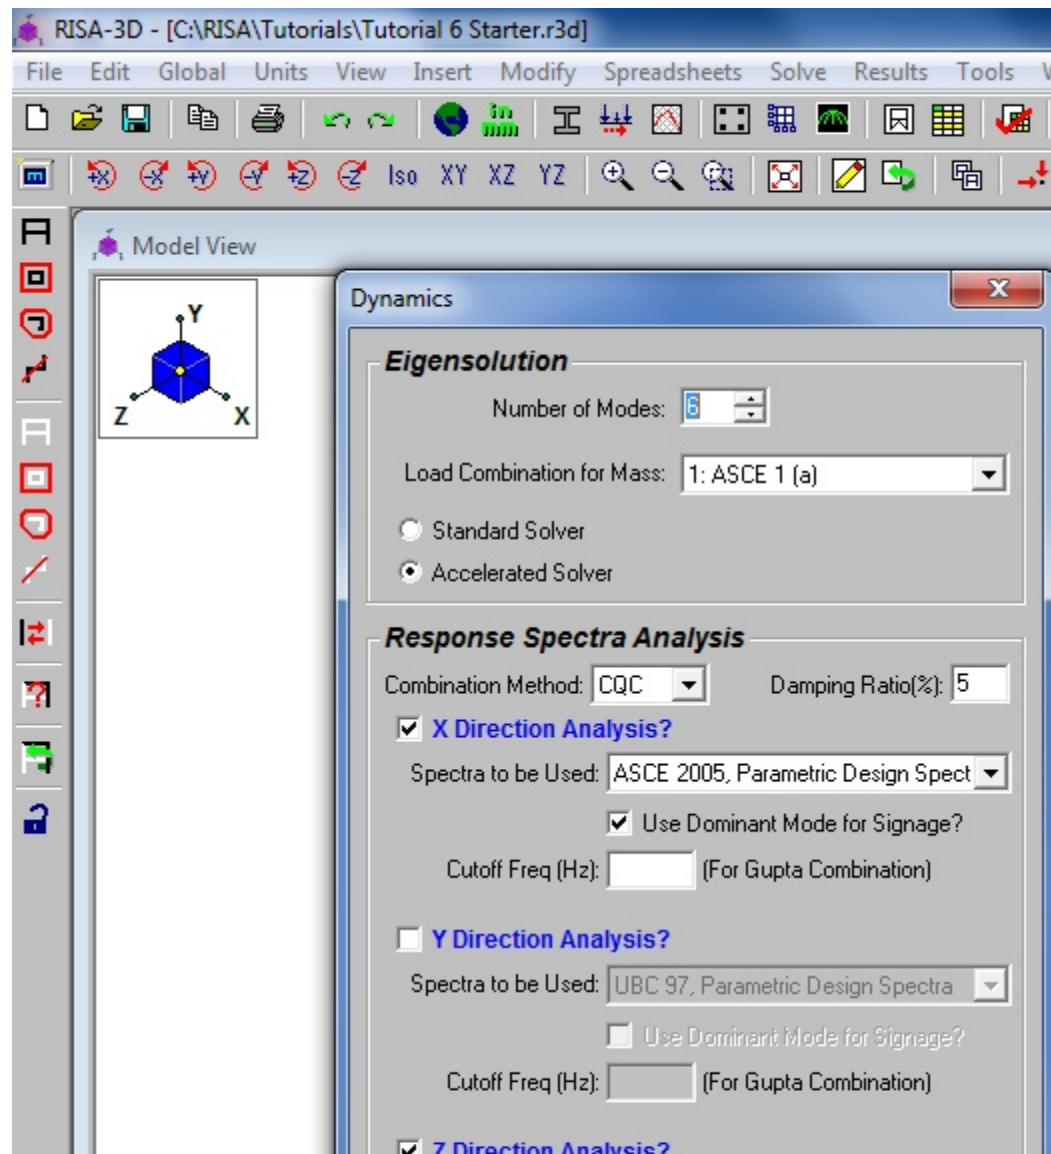 RISA-3D - [C:\RISA\Tutorials\Tutorial 6 Starter.r3d]
File Edit Global Units View Insert Modify Spreadsheets Solve Results Tools
in
mm
+X -X +Y -Y +Z -Z Iso XY XZ YZ
Model View
Y
Z X
Dynamics
Eigensolution
Number of Modes: 6
Load Combination for Mass: 1: ASCE 1 (a)
Standard Solver
Accelerated Solver
Response Spectra Analysis
Combination Method: CQC Damping Ratio(%): 5
X Direction Analysis?
Spectra to be Used: ASCE 2005, Parametric Design Spect
Use Dominant Mode for Signage?
Cutoff Freq (Hz): (For Gupta Combination)
Y Direction Analysis?
Spectra to be Used: UBC 97, Parametric Design Spectra
Use Dominant Mode for Signage?
Cutoff Freq (Hz): (For Gupta Combination)
Z Direction Analysis?